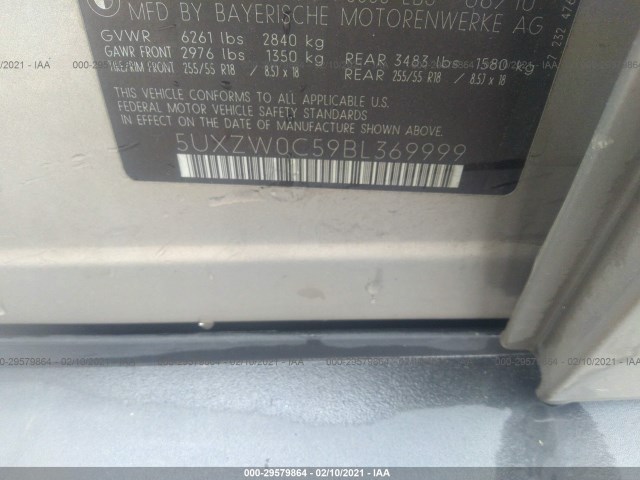 MFD BY BAYERISCHE MOTORENWERKE AG
GVWR 6261 lbs 2840 kg
GAWR FRONT 2976 lbs 1350 kg REAR 3483 lbs 1580 kg
TIRE/RIM FRONT 255/55 R18 // 8.5J x 18 REAR 255/55 R18 // 8.5J x 18
THIS VEHICLE CONFORMS TO ALL APPLICABLE U.S.
FEDERAL MOTOR VEHICLE SAFETY STANDARDS
IN EFFECT ON THE DATE OF MANUFACTURE SHOWN ABOVE.
5UXZW0C59BL369999
000-29579864 - 02/10/2021 - IAA